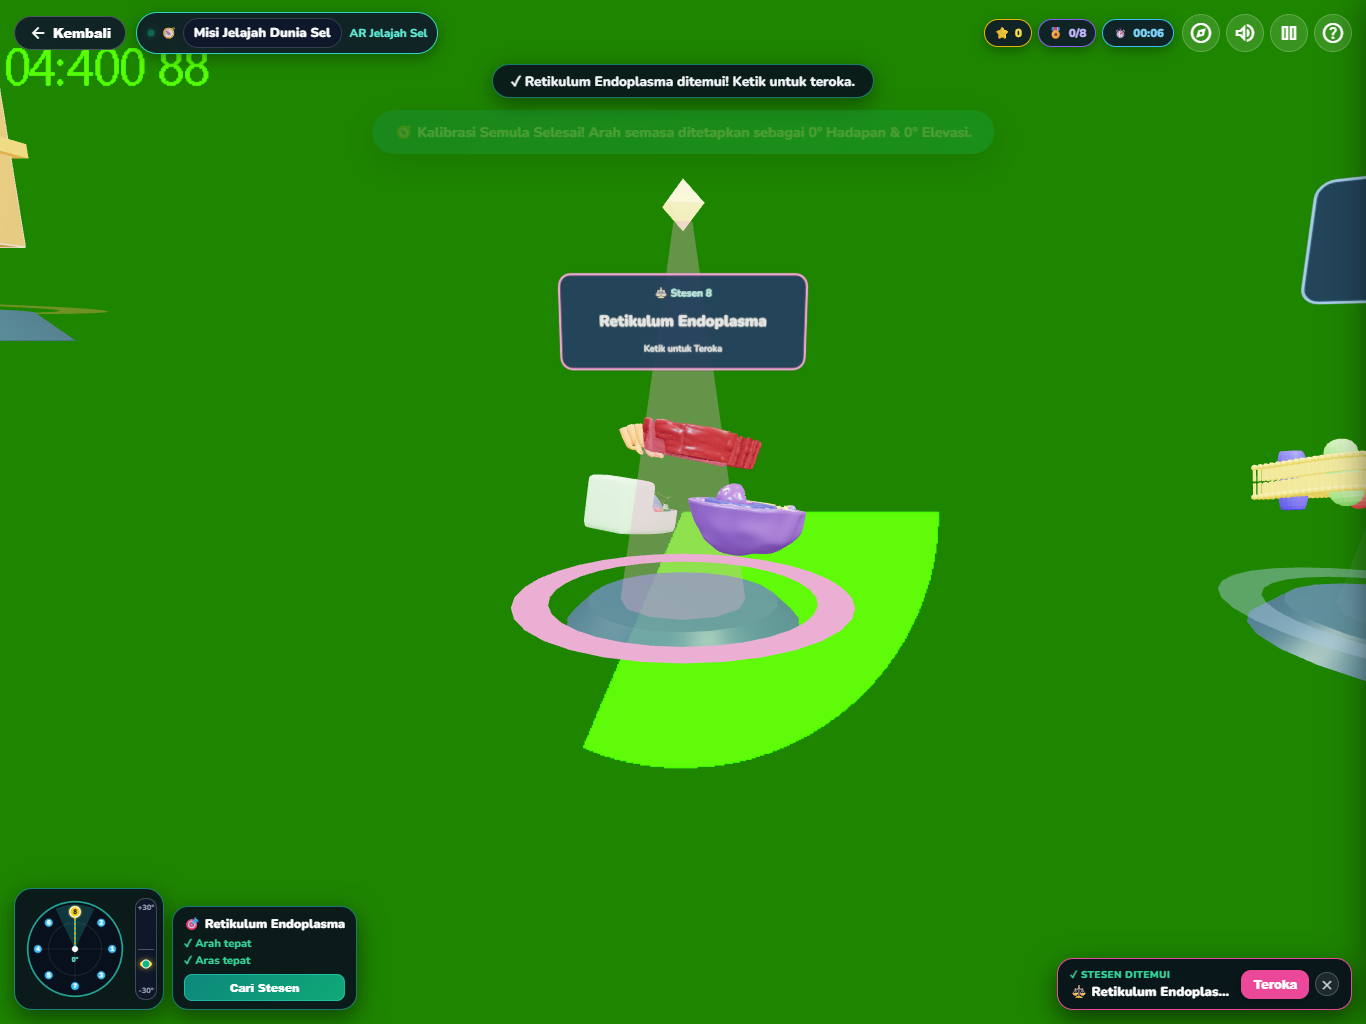 Kembali
Misi Jelajah Dunia Sel
AR Jelajah Sel
0
0/8
00:06
04:400 88
✓ Retikulum Endoplasma ditemui! Ketik untuk teroka.
Kalibrasi Semula Selesai! Arah semasa ditetapkan sebagai 0° Hadapan & 0° Elevasi.
Stesen 8
Retikulum Endoplasma
Ketik untuk Teroka
+30°
0°
-30°
Retikulum Endoplasma
✓ Arah tepat
✓ Aras tepat
Cari Stesen
✓ STESEN DITEMUI
Retikulum Endoplas...
Teroka